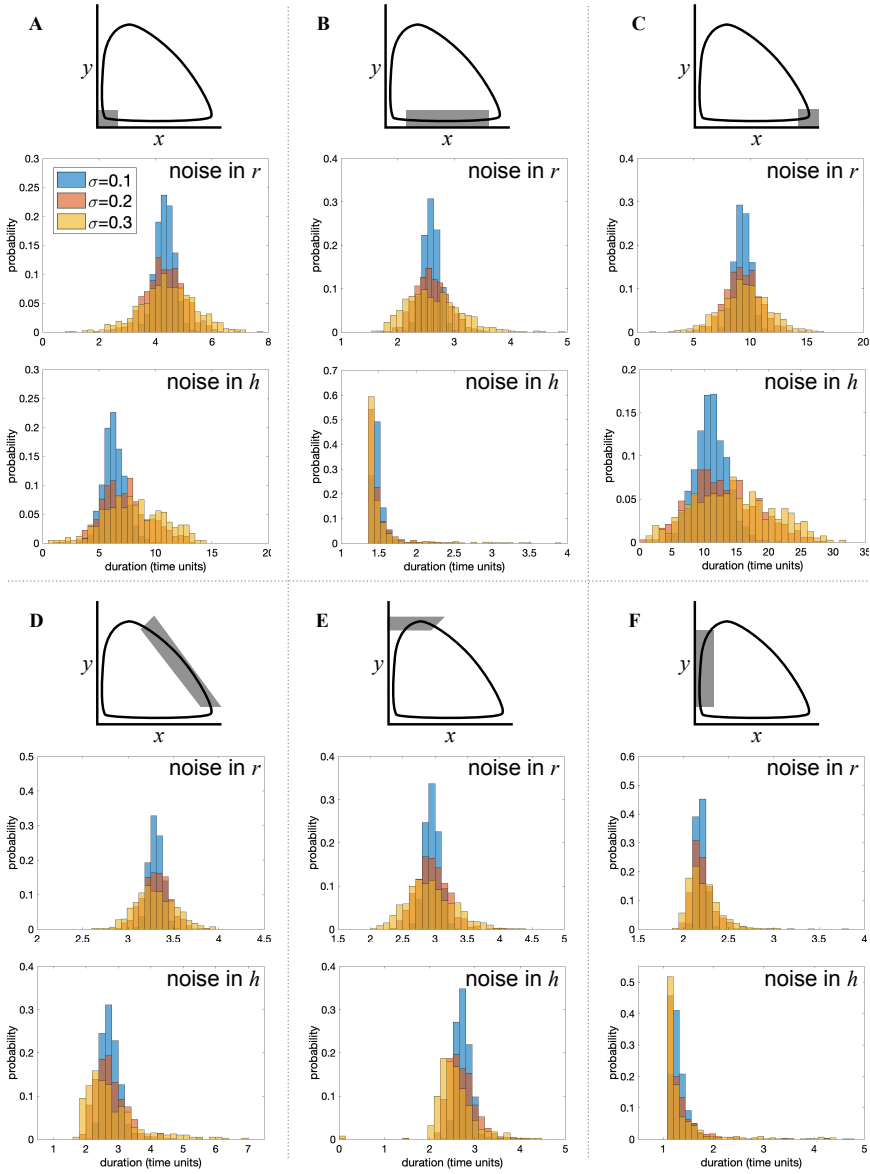 A
y
x
B
y
x
C
y
x
noise in r
σ=0.1
σ=0.2
σ=0.3
probability
0.3
0.25
0.2
0.15
0.1
0.05
0
0 2 4 6 8
noise in r
probability
0.4
0.3
0.2
0.1
0
1 2 3 4 5
noise in r
probability
0.4
0.3
0.2
0.1
0
0 5 10 15 20
noise in h
probability
0.3
0.25
0.2
0.15
0.1
0.05
0
0 5 10 15 20
duration (time units)
noise in h
probability
0.7
0.6
0.5
0.4
0.3
0.2
0.1
0
1 1.5 2 2.5 3 3.5 4
duration (time units)
noise in h
probability
0.2
0.15
0.1
0.05
0
0 5 10 15 20 25 30 35
duration (time units)
D
y
x
E
y
x
F
y
x
noise in r
probability
0.5
0.4
0.3
0.2
0.1
0
2 2.5 3 3.5 4 4.5
noise in r
probability
0.4
0.3
0.2
0.1
0
1.5 2 2.5 3 3.5 4 4.5 5
noise in r
probability
0.6
0.5
0.4
0.3
0.2
0.1
0
1.5 2 2.5 3 3.5 4
noise in h
probability
0.4
0.3
0.2
0.1
0
1 2 3 4 5 6 7
duration (time units)
noise in h
probability
0.4
0.3
0.2
0.1
0
0 1 2 3 4 5
duration (time units)
noise in h
probability
0.5
0.4
0.3
0.2
0.1
0
1 2 3 4 5
duration (time units)